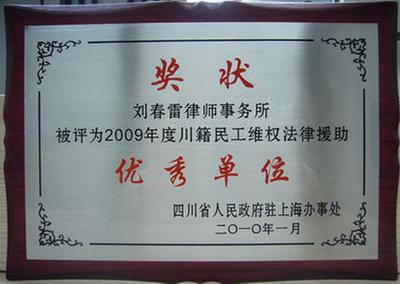 奖状
刘春雷律师事务所
被评为2009年度川籍民工维权法律援助
优秀单位
四川省人民政府驻上海办事处
二〇一〇年一月